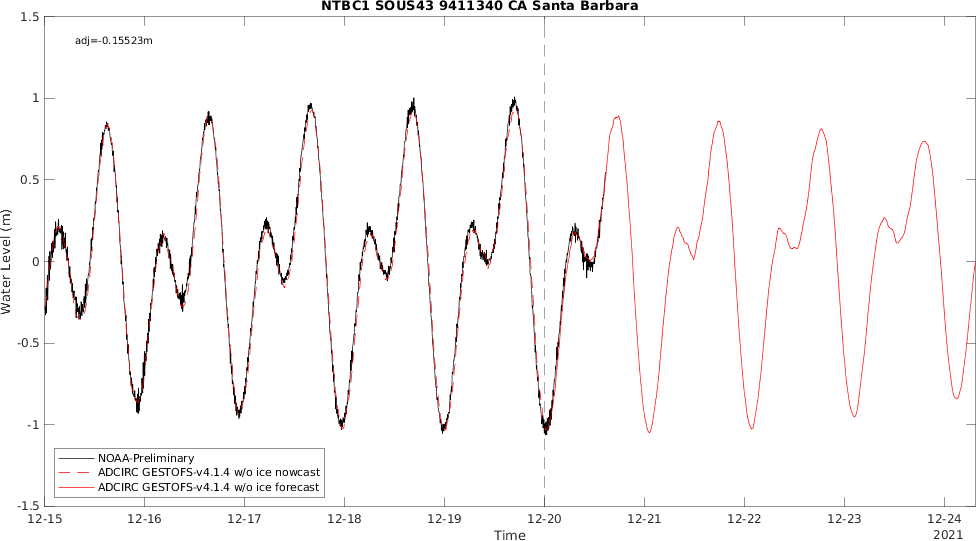 NTBC1 SOUS43 9411340 CA Santa Barbara
adj=-0.15523m
1.5
1
0.5
0
-0.5
-1
-1.5
Water Level (m)
NOAA-Preliminary
ADCIRC GESTOFS-v4.1.4 w/o ice nowcast
ADCIRC GESTOFS-v4.1.4 w/o ice forecast
12-15 12-16 12-17 12-18 12-19 12-20 12-21 12-22 12-23 12-24
Time
2021